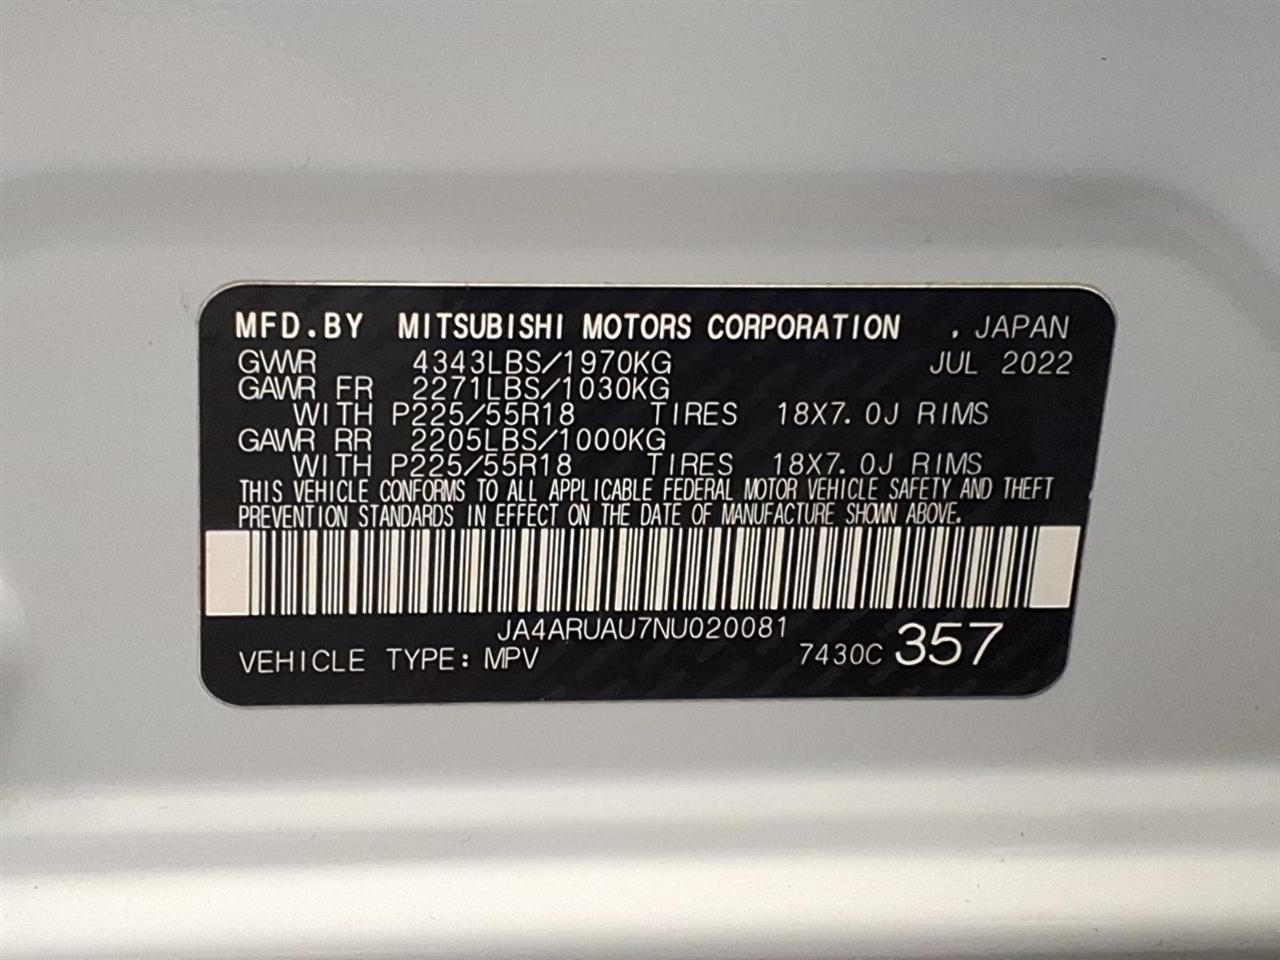 MFD.BY MITSUBISHI MOTORS CORPORATION , JAPAN
GVWR 4343LBS/1970KG JUL 2022
GAWR FR 2271LBS/1030KG
WITH P225/55R18 TIRES 18X7.0J RIMS
GAWR RR 2205LBS/1000KG
WITH P225/55R18 TIRES 18X7.0J RIMS
THIS VEHICLE CONFORMS TO ALL APPLICABLE FEDERAL MOTOR VEHICLE SAFETY AND THEFT
PREVENTION STANDARDS IN EFFECT ON THE DATE OF MANUFACTURE SHOWN ABOVE.
JA4ARUAU7NU020081
VEHICLE TYPE: MPV 7430C 357